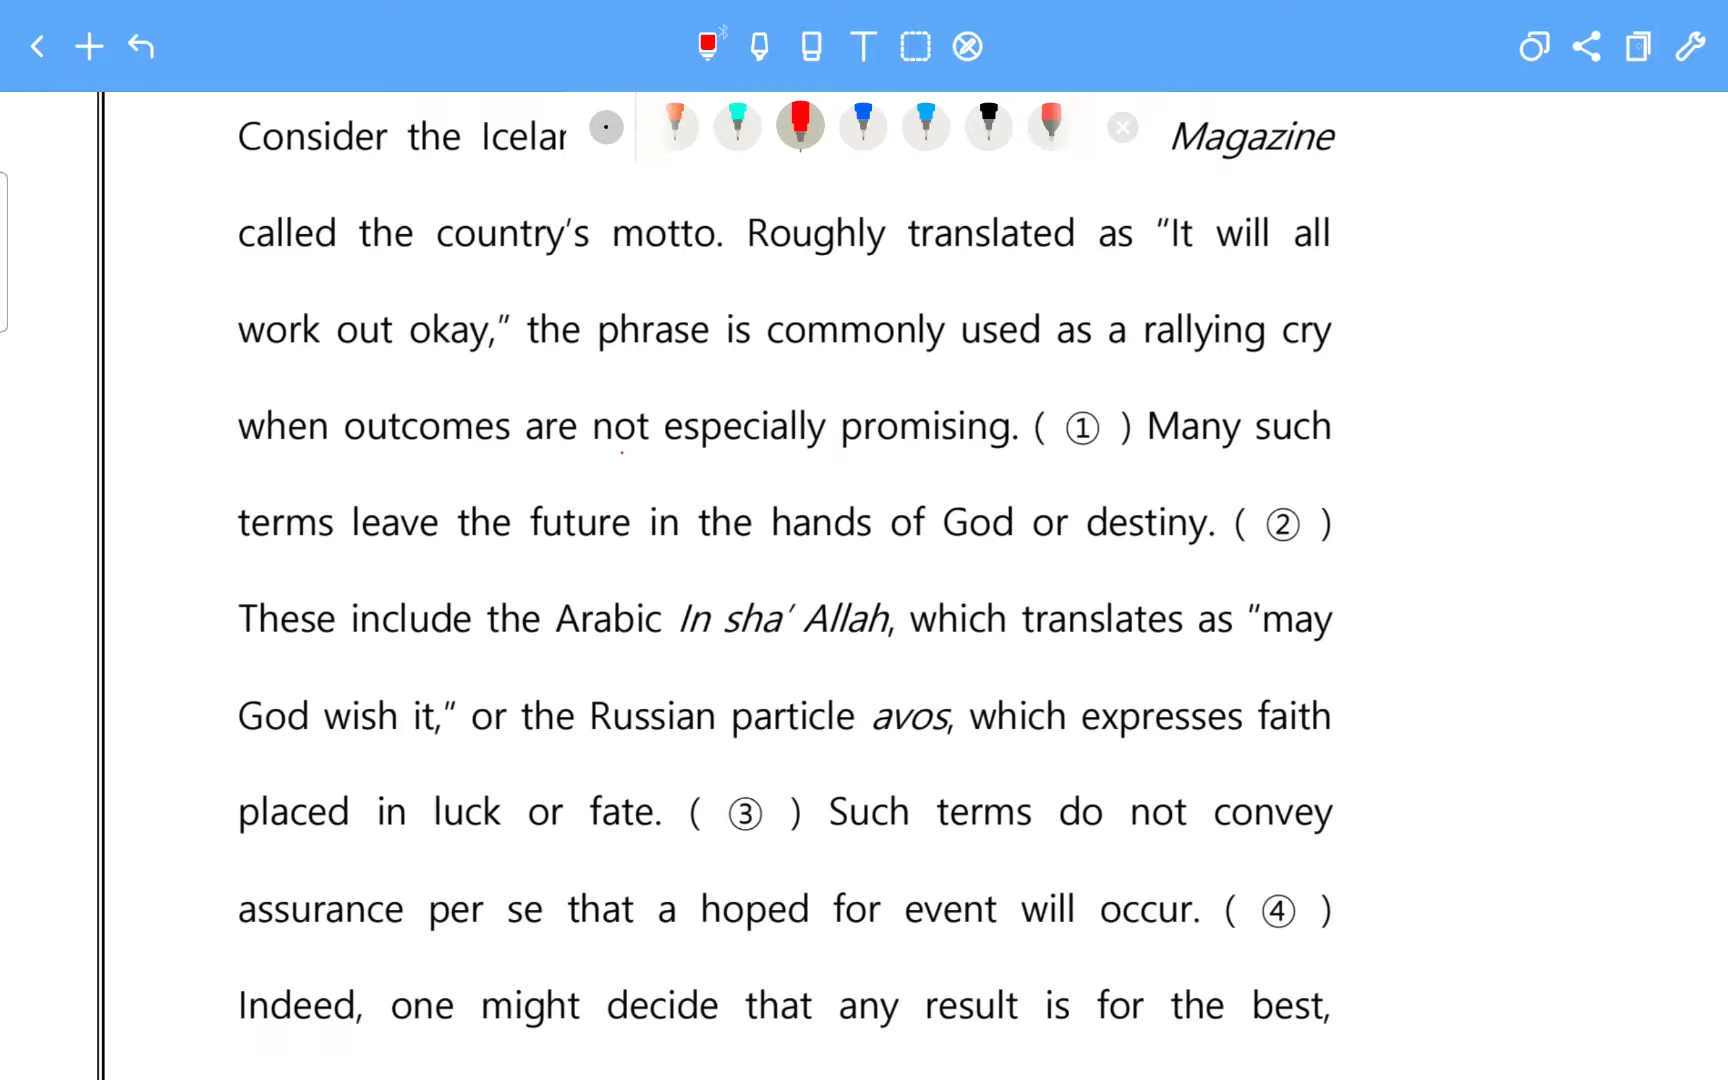 Consider the Magazine
called the country's motto. Roughly translated as "It will all
work out okay," the phrase is commonly used as a rallying cry
when outcomes are not especially promising. ( ① ) Many such
terms leave the future in the hands of God or destiny. ( ② )
These include the Arabic In sha' Allah, which translates as "may
God wish it," or the Russian particle avos, which expresses faith
placed in luck or fate. ( ③ ) Such terms do not convey
assurance per se that a hoped for event will occur. ( ④ )
Indeed, one might decide that any result is for the best,